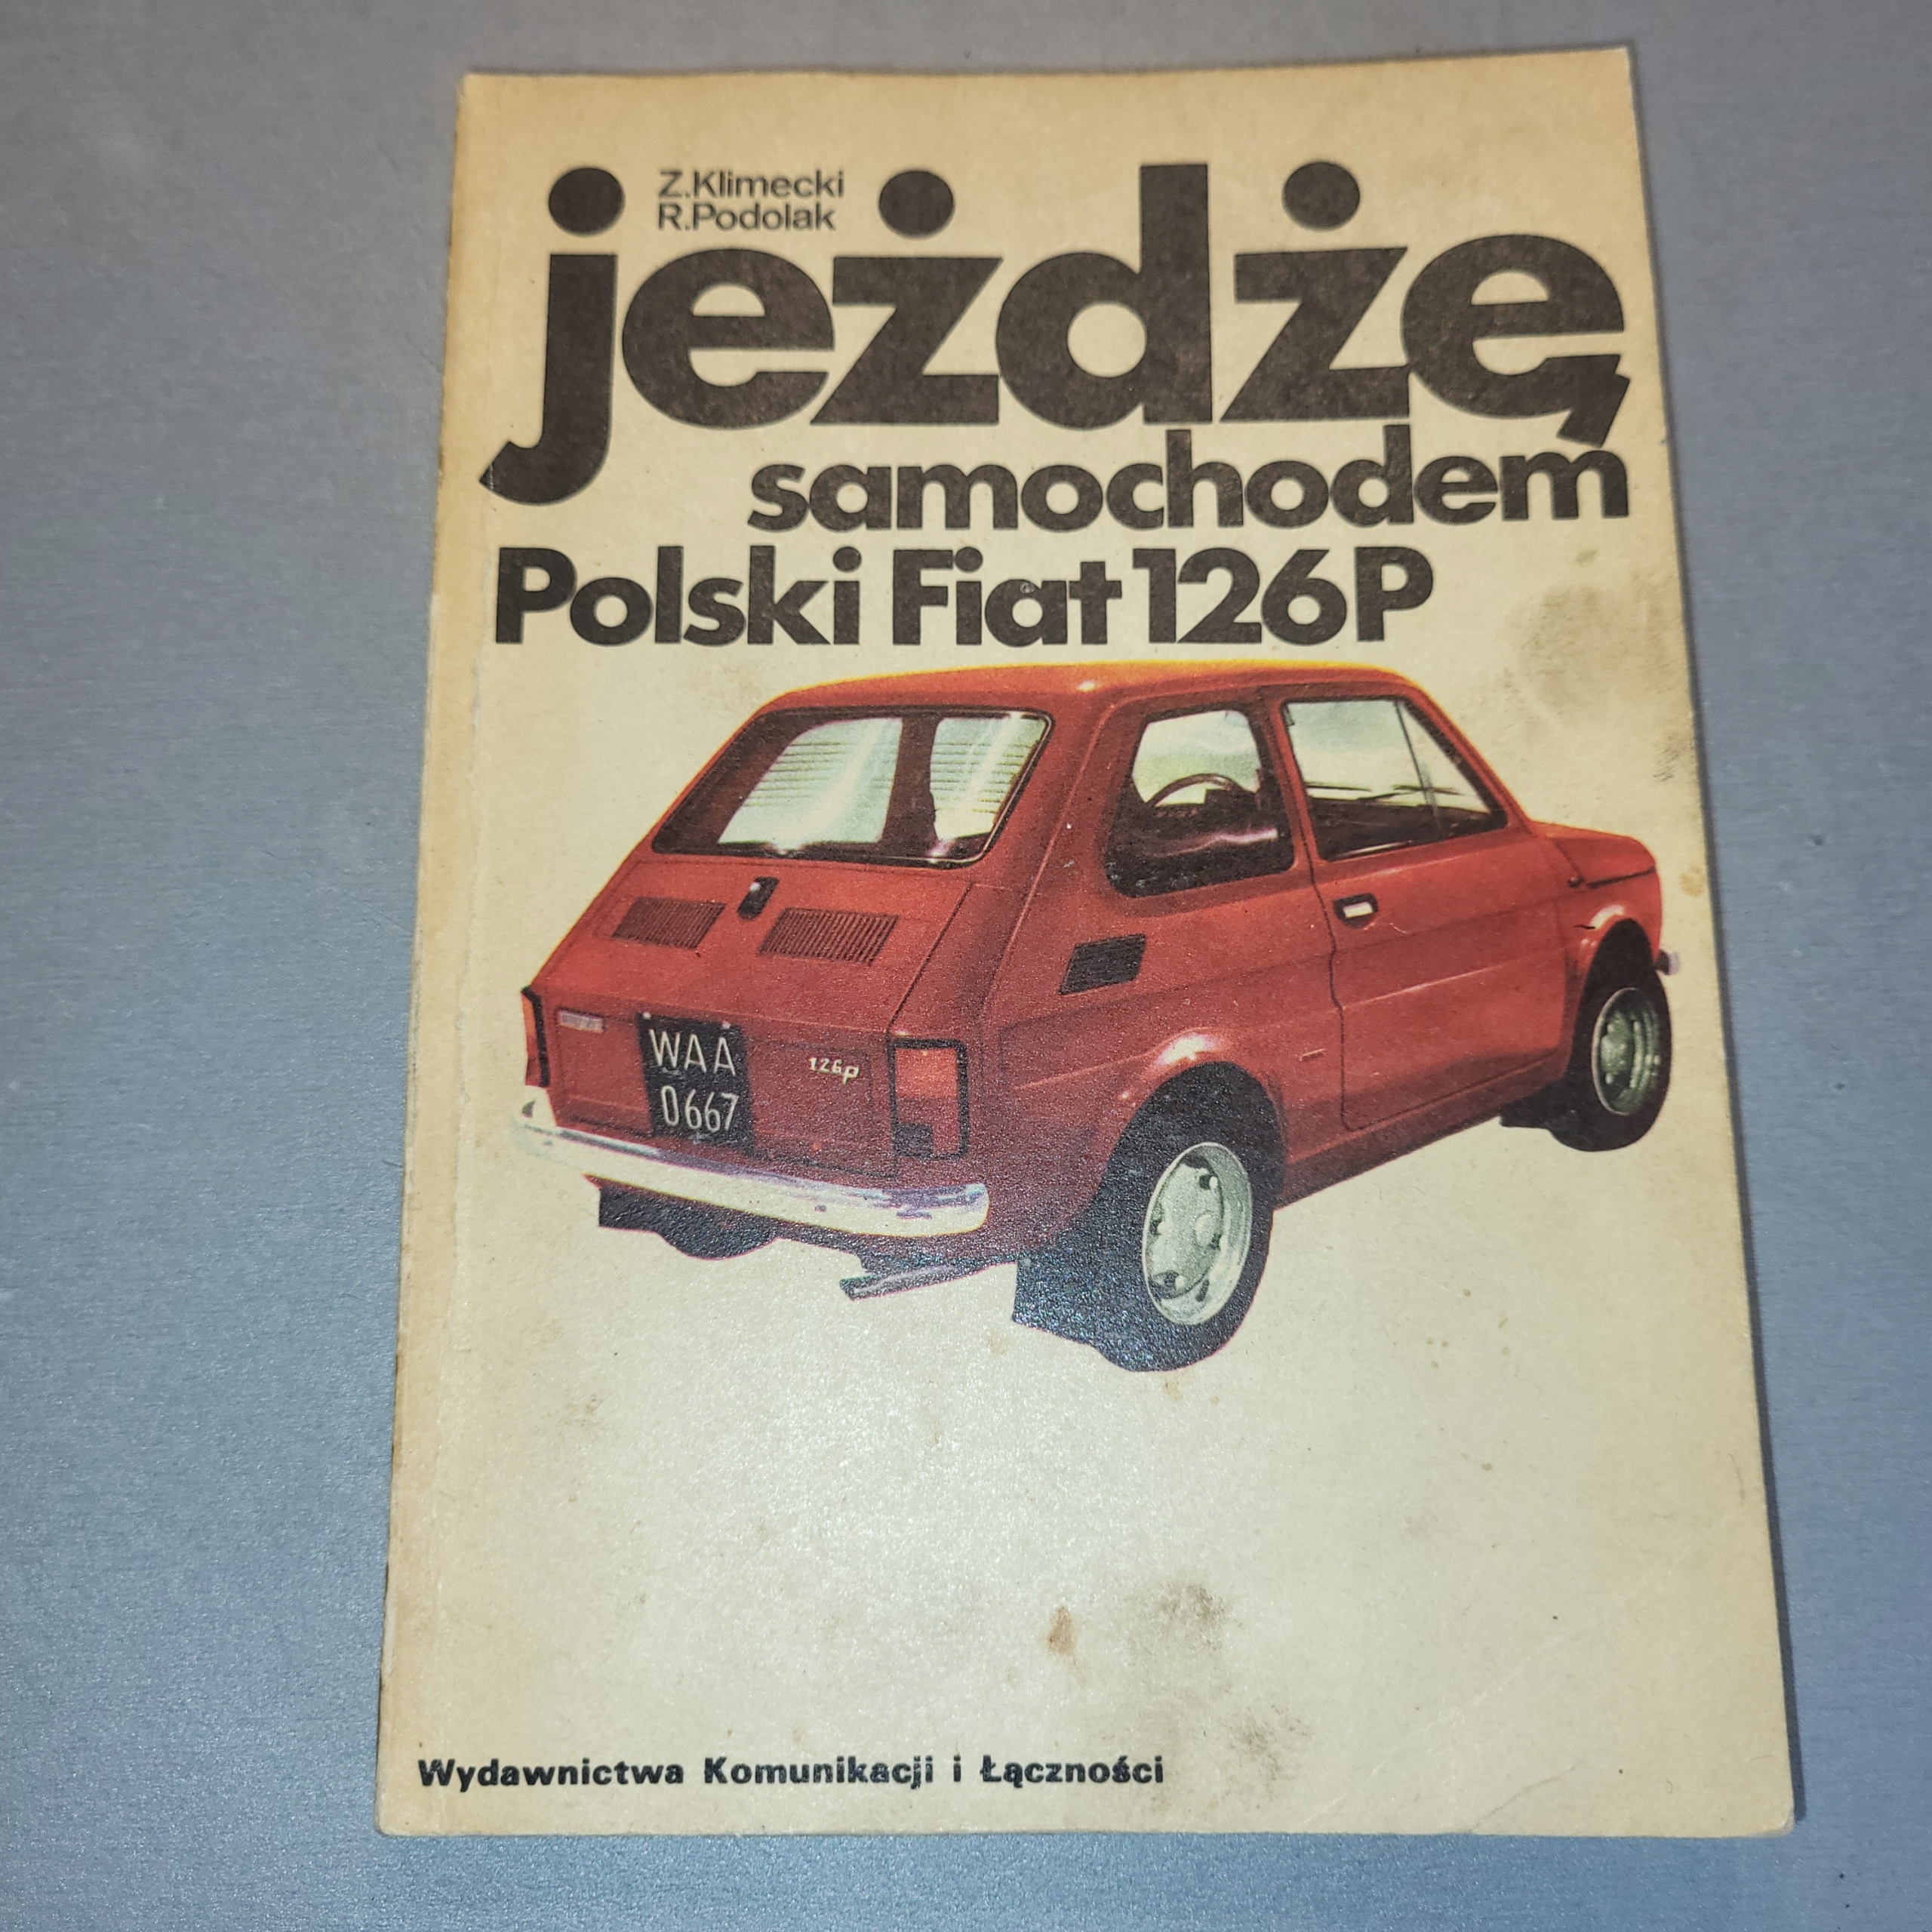 Z.Klimecki
R.Podolak
jeżdżę
samochodem
Polski Fiat 126P
WAA
0667
126p
Wydawnictwa Komunikacji i Łączności